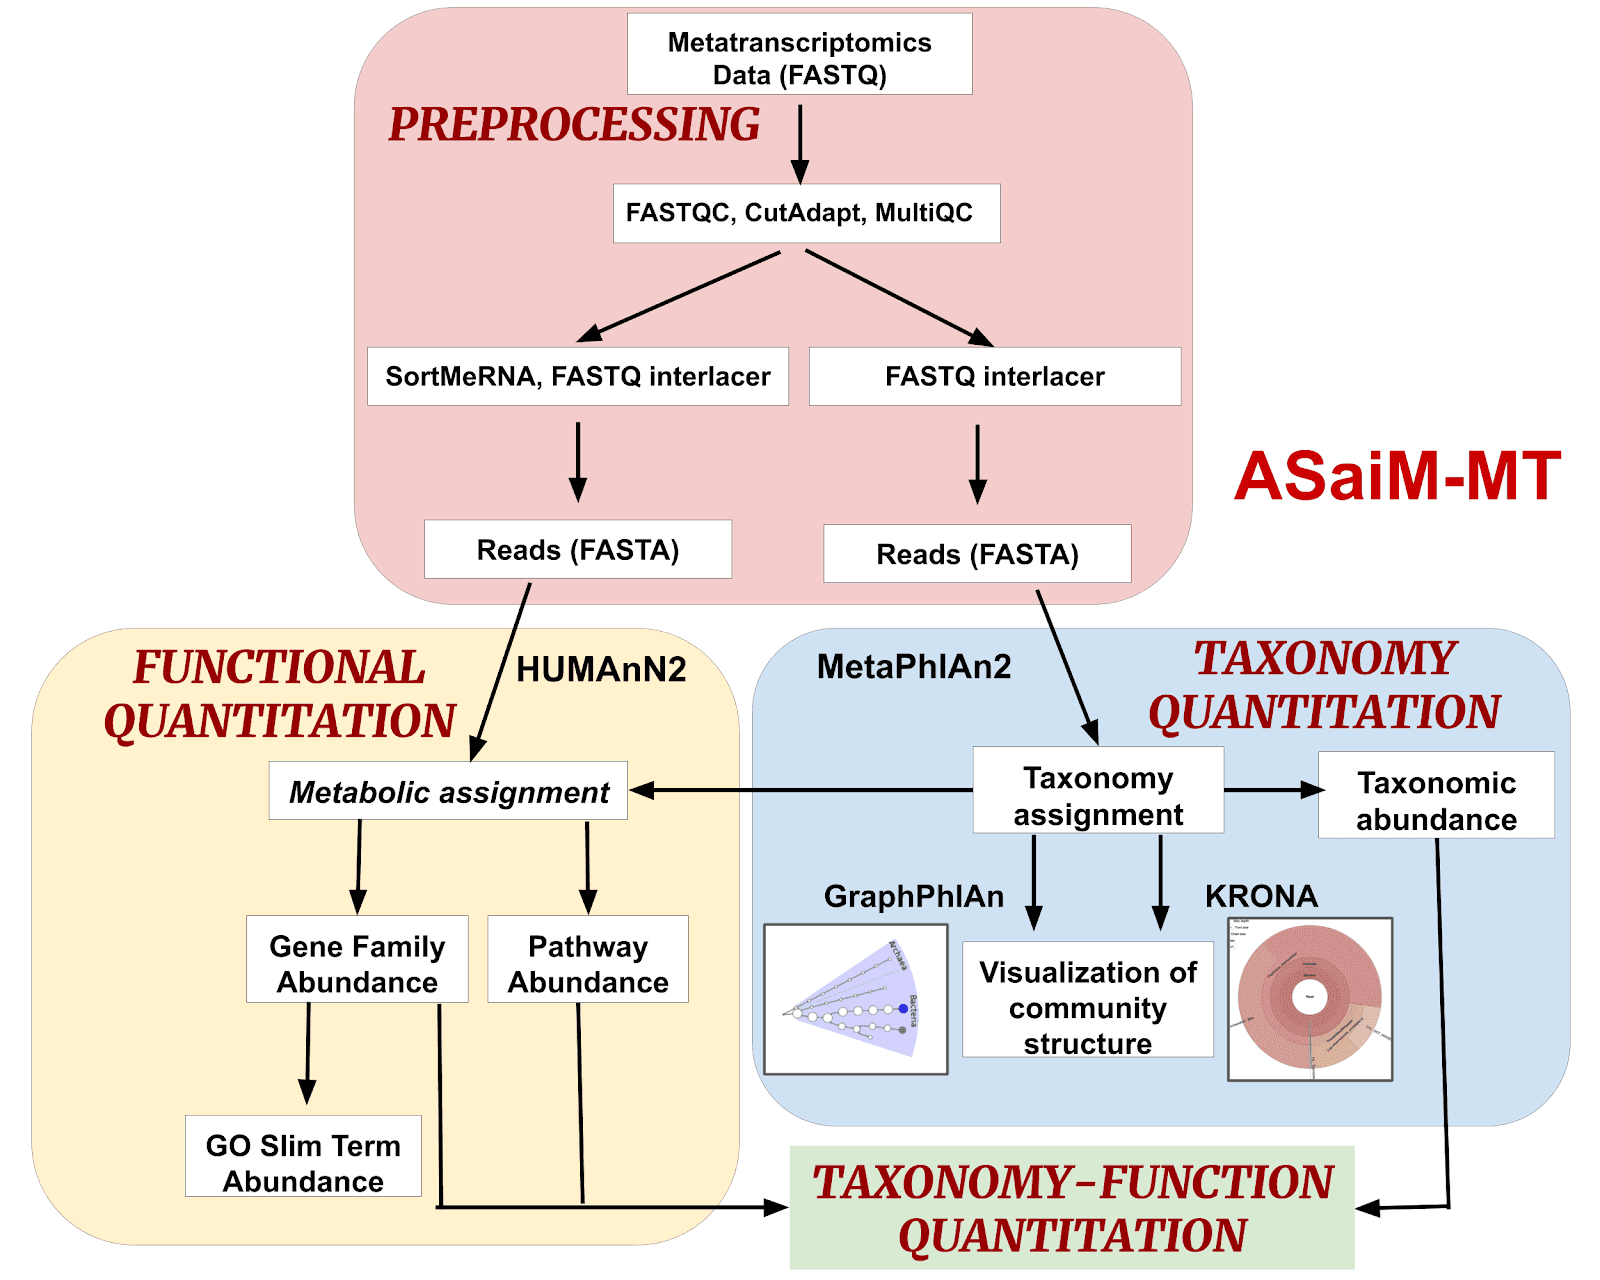 Metatranscriptomics
Data (FASTQ)
PREPROCESSING
FASTQC, CutAdapt, MultiQC
SortMeRNA, FASTQ interlacer
FASTQ interlacer
ASaiM-MT
Reads (FASTA)
Reads (FASTA)
FUNCTIONAL
QUANTITATION
HUMAnN2
MetaPhlAn2
TAXONOMY
QUANTITATION
Metabolic assignment
Taxonomy
assignment
Taxonomic
abundance
GraphPhlAn
KRONA
Gene Family
Abundance
Pathway
Abundance
Archaea
Bacteria
Visualization of
community
structure
Root
GO Slim Term
Abundance
TAXONOMY-FUNCTION
QUANTITATION